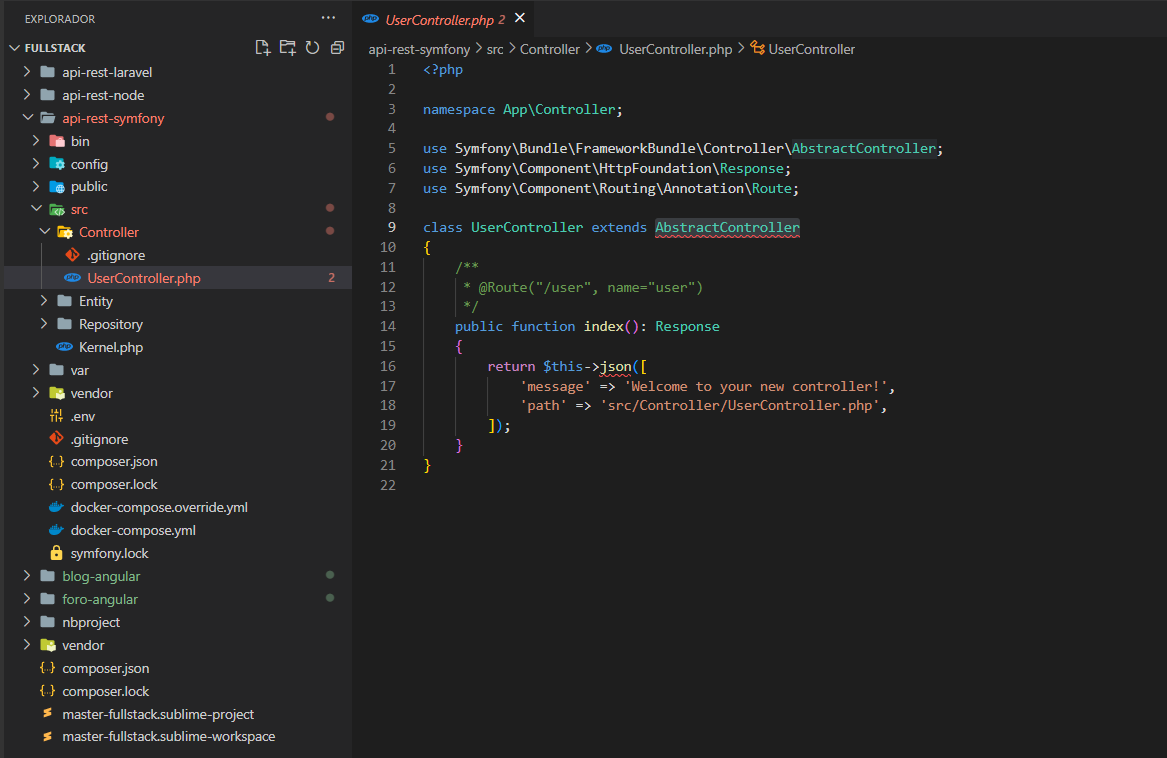 EXPLORADOR
FULLSTACK
api-rest-laravel
api-rest-node
api-rest-symfony
bin
config
public
src
Controller
.gitignore
UserController.php 2
Entity
Repository
Kernel.php
var
vendor
.env
.gitignore
composer.json
composer.lock
docker-compose.override.yml
docker-compose.yml
symfony.lock
blog-angular
foro-angular
nbproject
vendor
composer.json
composer.lock
master-fullstack.sublime-project
master-fullstack.sublime-workspace
UserController.php 2
api-rest-symfony > src > Controller > UserController.php > UserController
1 <?php
2
3 namespace App\Controller;
4
5 use Symfony\Bundle\FrameworkBundle\Controller\AbstractController;
6 use Symfony\Component\HttpFoundation\Response;
7 use Symfony\Component\Routing\Annotation\Route;
8
9 class UserController extends AbstractController
10 {
11 /**
12 * @Route("/user", name="user")
13 */
14 public function index(): Response
15 {
16 return $this->json([
17 'message' => 'Welcome to your new controller!',
18 'path' => 'src/Controller/UserController.php',
19 ]);
20 }
21 }
22